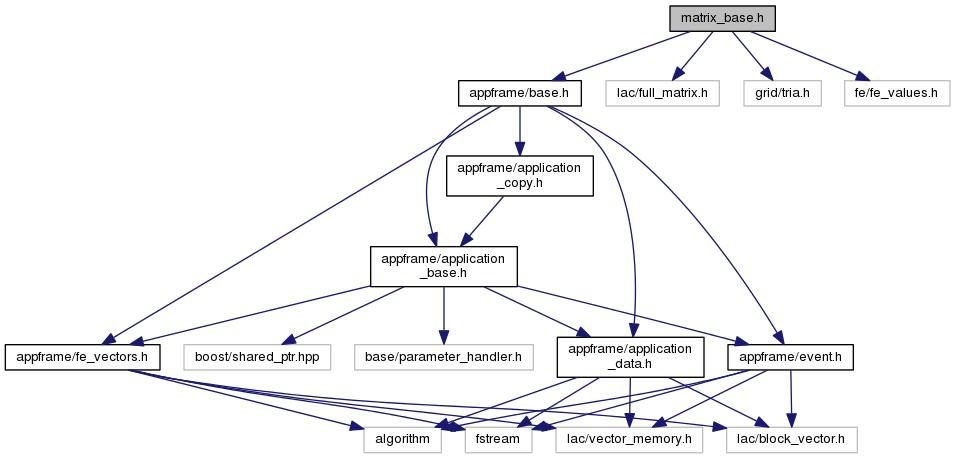 matrix_base.h
appframe/base.h
lac/full_matrix.h
grid/tria.h
fe/fe_values.h
appframe/application
_copy.h
appframe/application
_base.h
appframe/fe_vectors.h
boost/shared_ptr.hpp
base/parameter_handler.h
appframe/application
_data.h
appframe/event.h
algorithm
fstream
lac/vector_memory.h
lac/block_vector.h